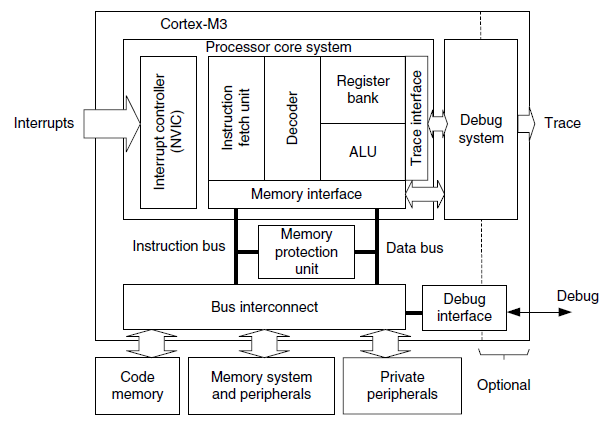 Cortex-M3
Processor core system
Interrupts
Interrupt controller
(NVIC)
Instruction
fetch unit
Decoder
Register
bank
ALU
Trace interface
Memory interface
Debug
system
Trace
Instruction bus
Memory
protection
unit
Data bus
Bus interconnect
Debug
interface
Debug
Code
memory
Memory system
and peripherals
Private
peripherals
Optional